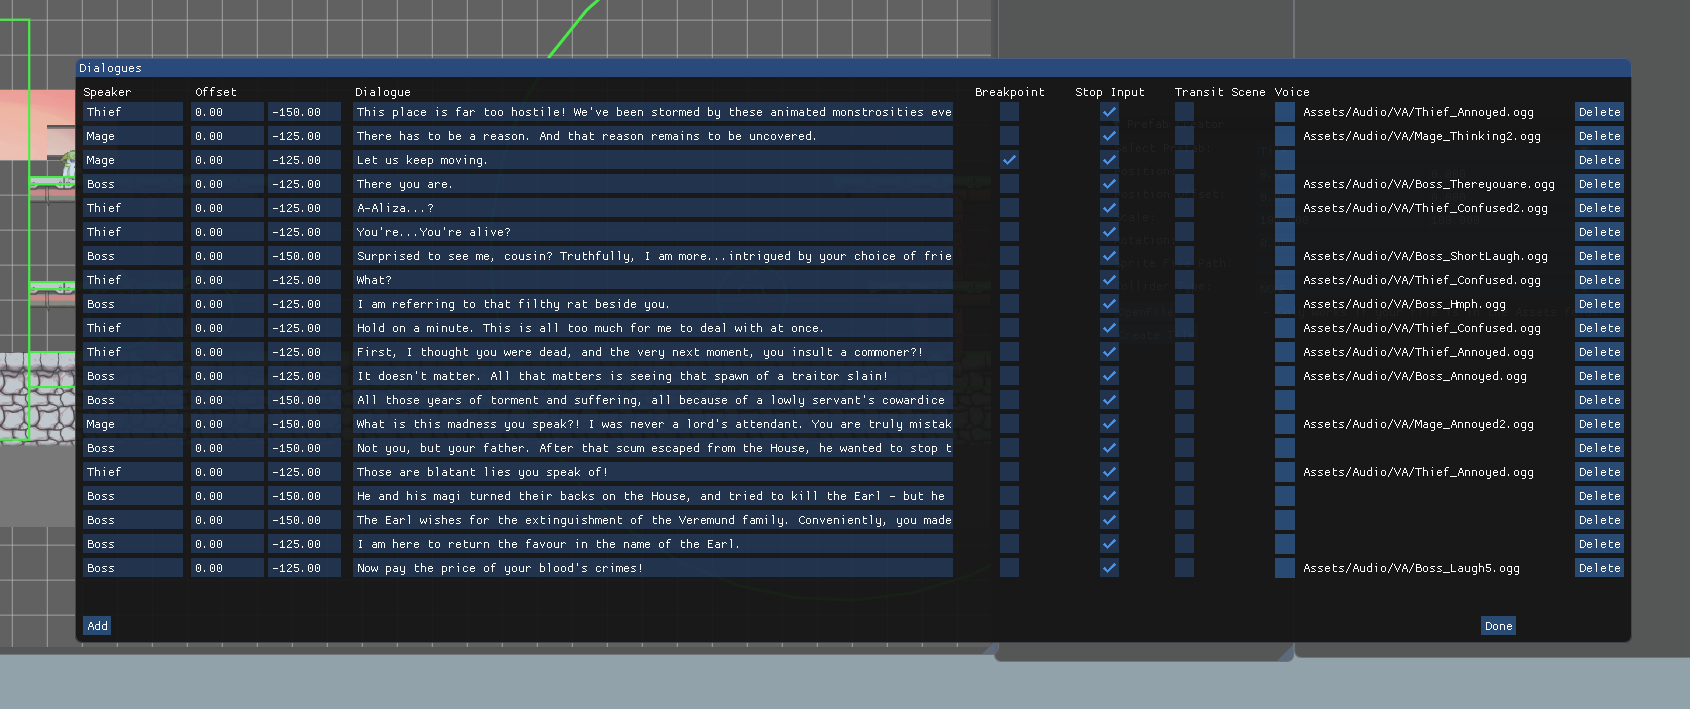 Dialogues
Speaker Offset Dialogue Breakpoint Stop Input Transit Scene Voice
Thief 0.00 -150.00 This place is far too hostile! We've been stormed by these animated monstrosities eve Assets/Audio/VA/Thief_Annoyed.ogg Delete
Mage 0.00 -125.00 There has to be a reason. And that reason remains to be uncovered. Assets/Audio/VA/Mage_Thinking2.ogg Delete
Mage 0.00 -125.00 Let us keep moving. Delete
Boss 0.00 -125.00 There you are. Assets/Audio/VA/Boss_Thereyouare.ogg Delete
Thief 0.00 -125.00 A-Aliza...? Assets/Audio/VA/Thief_Confused2.ogg Delete
Thief 0.00 -125.00 You're...You're alive? Delete
Boss 0.00 -125.00 Surprised to see me, cousin? Truthfully, I am more...intrigued by your choice of frie Assets/Audio/VA/Boss_ShortLaugh.ogg Delete
Thief 0.00 -125.00 What? Assets/Audio/VA/Thief_Confused.ogg Delete
Boss 0.00 -125.00 I am referring to that filthy rat beside you. Assets/Audio/VA/Boss_Hmph.ogg Delete
Thief 0.00 -125.00 Hold on a minute. This is all too much for me to deal with at once. Assets/Audio/VA/Thief_Confused.ogg Delete
Thief 0.00 -125.00 First, I thought you were dead, and the very next moment, you insult a commoner?! Assets/Audio/VA/Thief_Annoyed.ogg Delete
Boss 0.00 -125.00 It doesn't matter. All that matters is seeing that spawn of a traitor slain! Assets/Audio/VA/Boss_Annoyed.ogg Delete
Boss 0.00 -150.00 All those years of torment and suffering, all because of a lowly servant's cowardice Delete
Mage 0.00 -150.00 What is this madness you speak?! I was never a lord's attendant. You are truly mistak Assets/Audio/VA/Mage_Annoyed2.ogg Delete
Boss 0.00 -150.00 Not you, but your father. After that scum escaped from the House, he wanted to stop t Delete
Thief 0.00 -125.00 Those are blatant lies you speak of! Assets/Audio/VA/Thief_Annoyed.ogg Delete
Boss 0.00 -150.00 He and his magi turned their backs on the House, and tried to kill the Earl - but he Delete
Boss 0.00 -150.00 The Earl wishes for the extinguishment of the Veremund family. Conveniently, you made Delete
Boss 0.00 -125.00 I am here to return the favour in the name of the Earl. Delete
Boss 0.00 -125.00 Now pay the price of your blood's crimes! Assets/Audio/VA/Boss_Laugh5.ogg Delete
Add Done